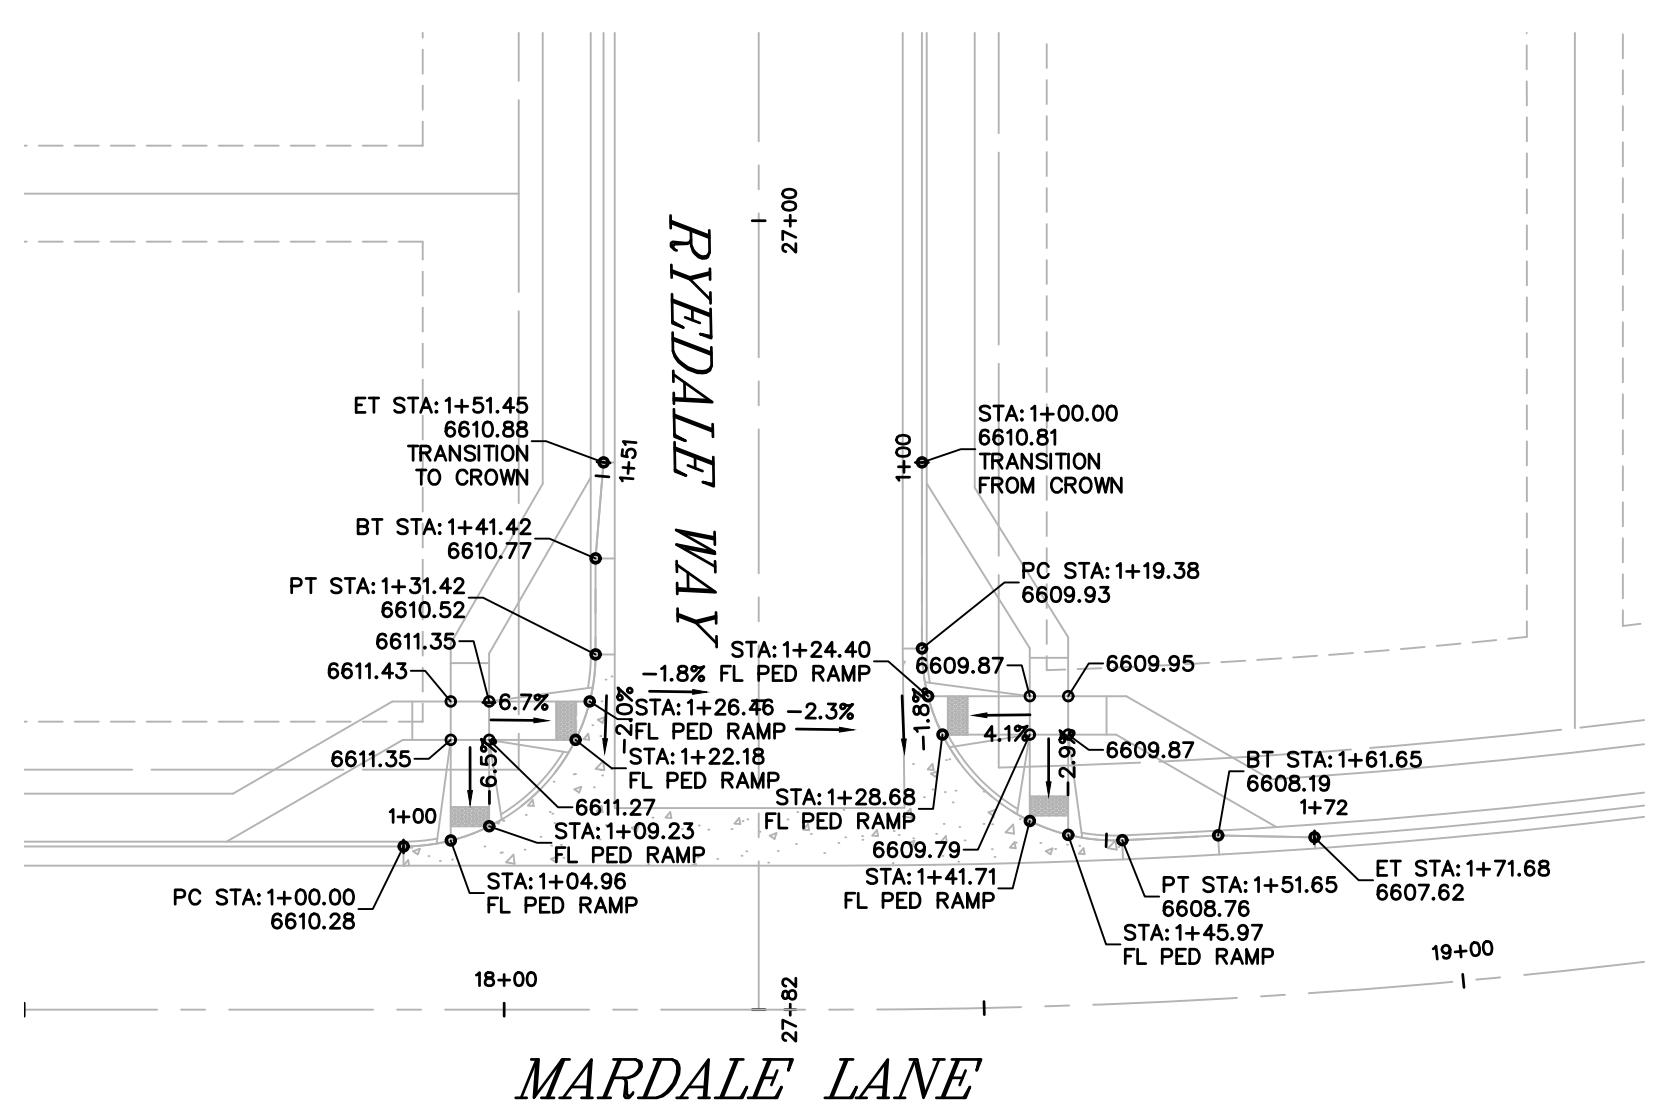 27+00
RYEDALE WAY
ET STA:1+51.45
6610.88
TRANSITION
TO CROWN
1+51
1+00
STA:1+00.00
6610.81
TRANSITION
FROM CROWN
BT STA:1+41.42
6610.77
PT STA:1+31.42
6610.52
PC STA:1+19.38
6609.93
6611.35
6611.43
STA:1+24.40
FL PED RAMP
6609.87
6609.95
-1.8%
-6.7%
-2.0%
STA:1+26.46
FL PED RAMP
-2.3%
-1.8%
4.1%
-2.9%
6611.35
-6.5%
STA:1+22.18
FL PED RAMP
6609.87
BT STA:1+61.65
6608.19
1+72
1+00
6611.27
STA:1+28.68
FL PED RAMP
STA:1+09.23
FL PED RAMP
6609.79
PC STA:1+00.00
6610.28
STA:1+04.96
FL PED RAMP
STA:1+41.71
FL PED RAMP
PT STA:1+51.65
6608.76
ET STA:1+71.68
6607.62
STA:1+45.97
FL PED RAMP
18+00
27+82
19+00
MARDALE LANE